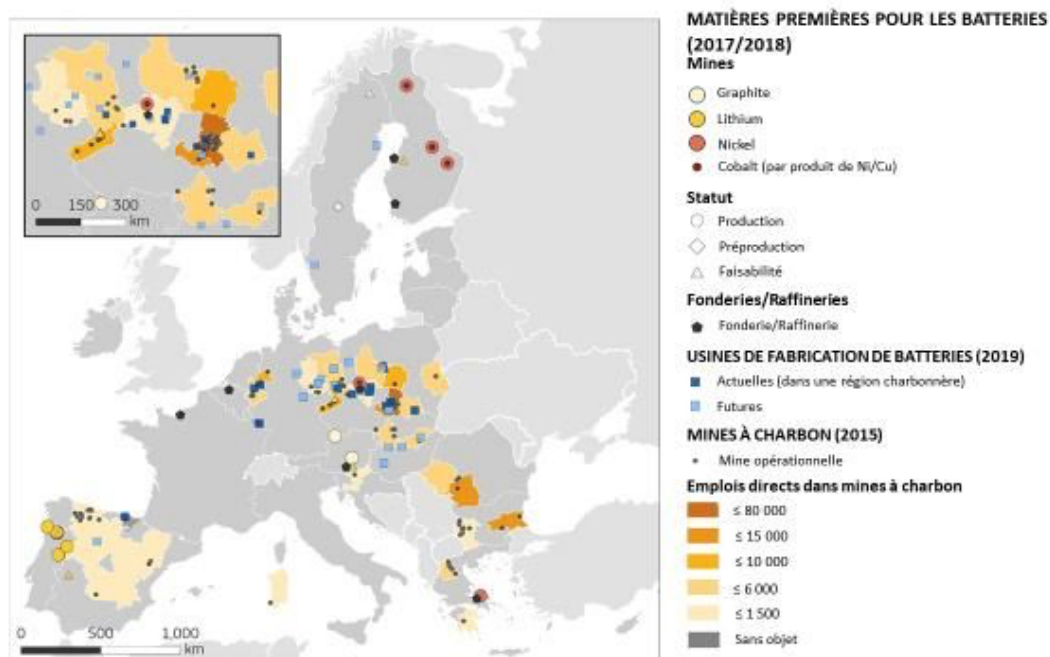 MATIÈRES PREMIÈRES POUR LES BATTERIES
(2017/2018)
Mines
Graphite
Lithium
Nickel
Cobalt (par produit de Ni/Cu)
Statut
Production
Préproduction
Faisabilité
Fonderies/Raffineries
Fonderie/Raffinerie
USINES DE FABRICATION DE BATTERIES (2019)
Actuelles (dans une région charbonnère)
Futures
MINES À CHARBON (2015)
Mine opérationnelle
Emplois directs dans mines à charbon
≤ 80 000
≤ 15 000
≤ 10 000
≤ 6 000
≤ 1 500
Sans objet
0 150 300
km
0 500 1,000
km